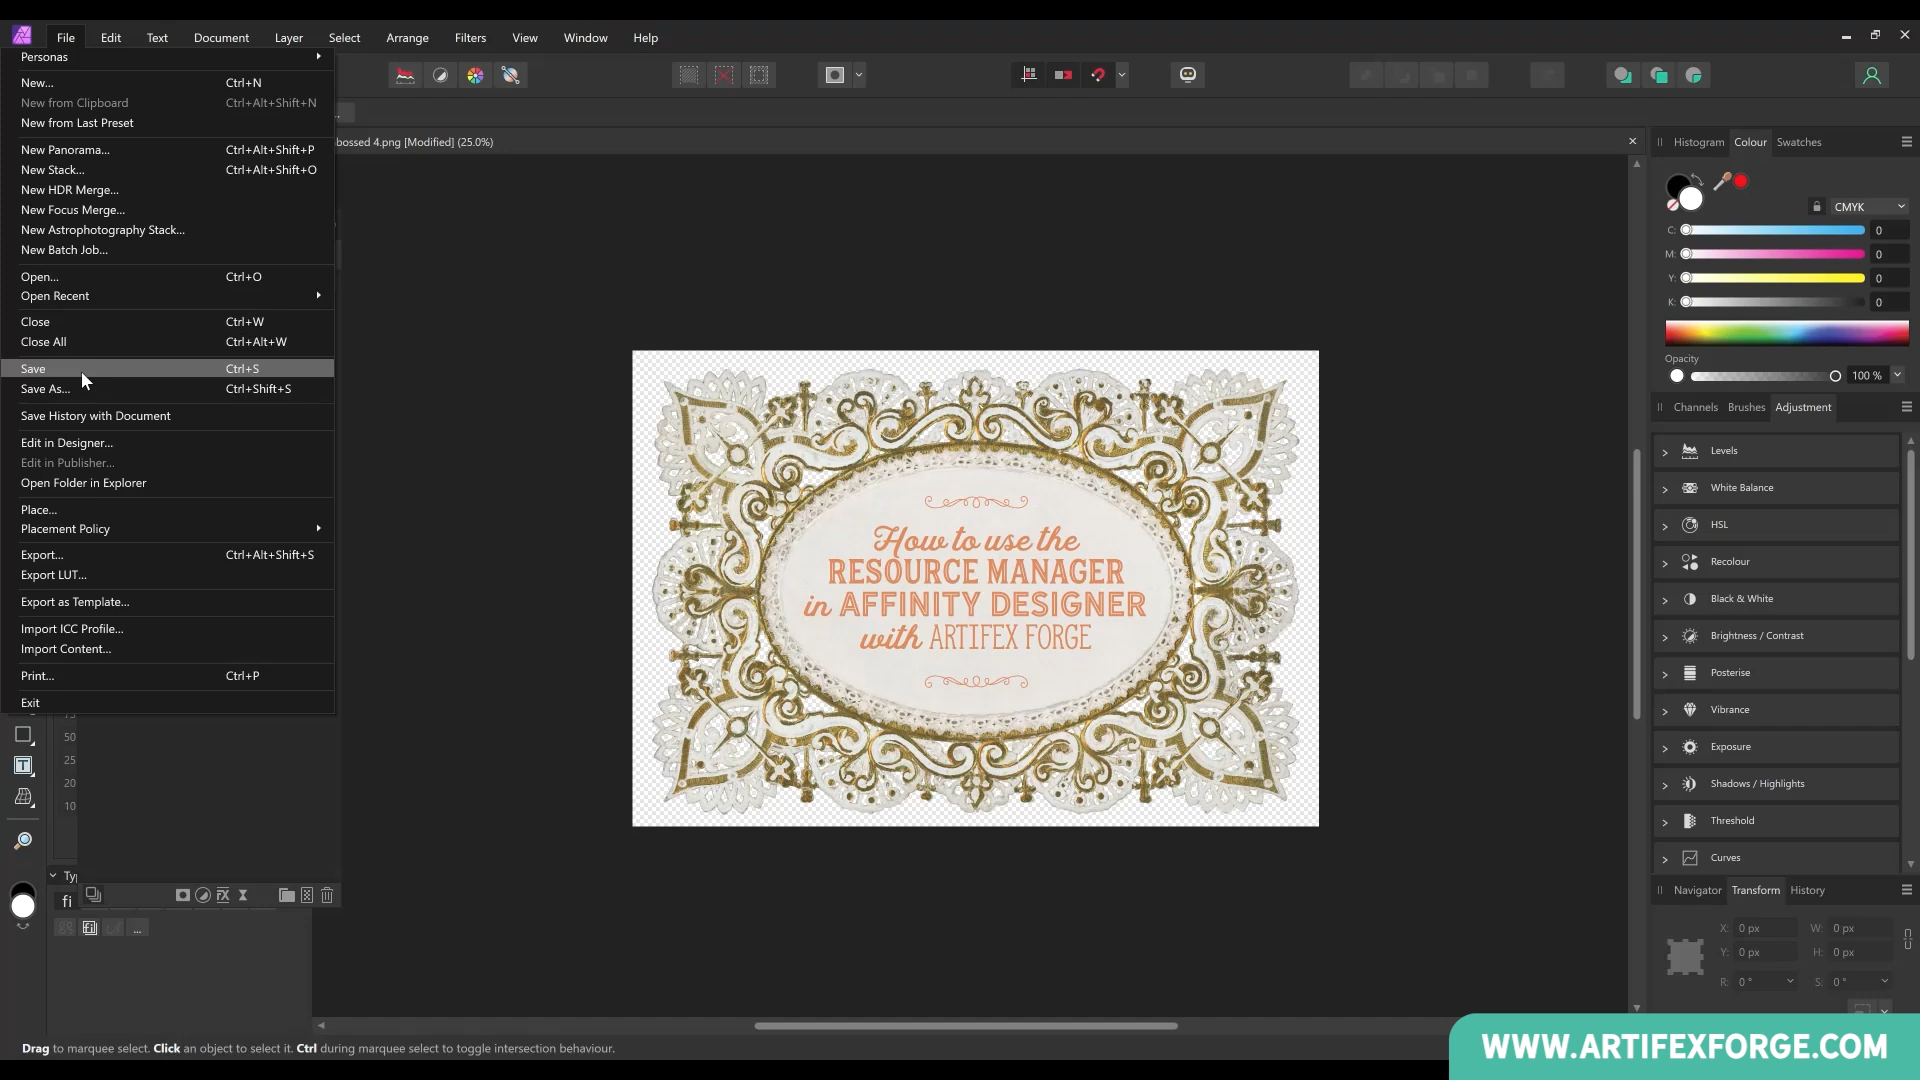 File Edit Text Document Layer Select Arrange Filters View Window Help
Personas
New... Ctrl+N
New from Clipboard Ctrl+Alt+Shift+N
New from Last Preset
New Panorama... Ctrl+Alt+Shift+P
New Stack... Ctrl+Alt+Shift+O
New HDR Merge...
New Focus Merge...
New Astrophotography Stack...
New Batch Job...
Open... Ctrl+O
Open Recent
Close Ctrl+W
Close All Ctrl+Alt+W
Save Ctrl+S
Save As... Ctrl+Shift+S
Save History with Document
Edit in Designer...
Edit in Publisher...
Open Folder in Explorer
Place...
Placement Policy
Export... Ctrl+Alt+Shift+S
Export LUT...
Export as Template...
Import ICC Profile...
Import Content...
Print... Ctrl+P
Exit
50
25
20
10
Ty
fi
fi ...
bossed 4.png [Modified] (25.0%)
How to use the
RESOURCE MANAGER
in AFFINITY DESIGNER
with ARTIFEX FORGE
Histogram Colour Swatches
CMYK
C: 0
M: 0
Y: 0
K: 0
Opacity
100 %
Channels Brushes Adjustment
Levels
White Balance
HSL
Recolour
Black & White
Brightness / Contrast
Posterise
Vibrance
Exposure
Shadows / Highlights
Threshold
Curves
Navigator Transform History
X: 0 px W: 0 px
Y: 0 px H: 0 px
R: 0 ° S: 0 °
Drag to marquee select. Click an object to select it. Ctrl during marquee select to toggle intersection behaviour.
WWW.ARTIFEXFORGE.COM